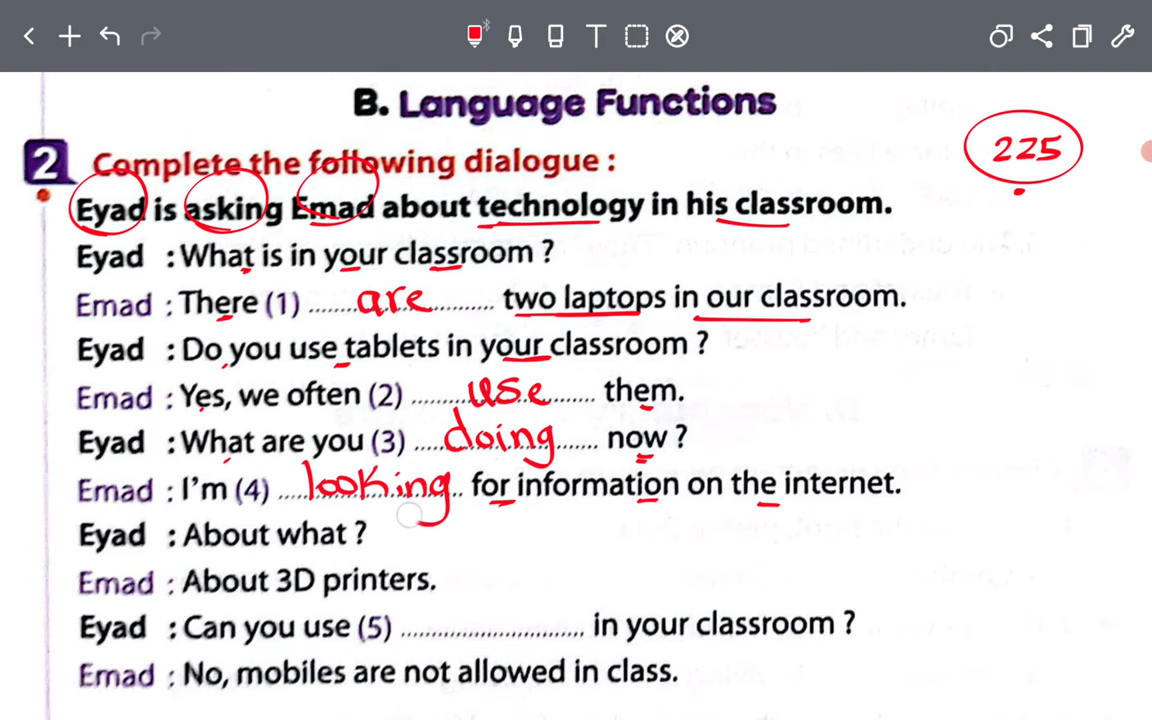 B. Language Functions
225
2 Complete the following dialogue :
Eyad is asking Emad about technology in his classroom.
Eyad : What is in your classroom ?
Emad : There (1) ........are........... two laptops in our classroom.
Eyad : Do you use tablets in your classroom ?
Emad : Yes, we often (2) ..........use.......... them.
Eyad : What are you (3) ....doing...... now ?
Emad : I'm (4) ....looking.. for information on the internet.
Eyad : About what ?
Emad : About 3D printers.
Eyad : Can you use (5) ................................ in your classroom ?
Emad : No, mobiles are not allowed in class.